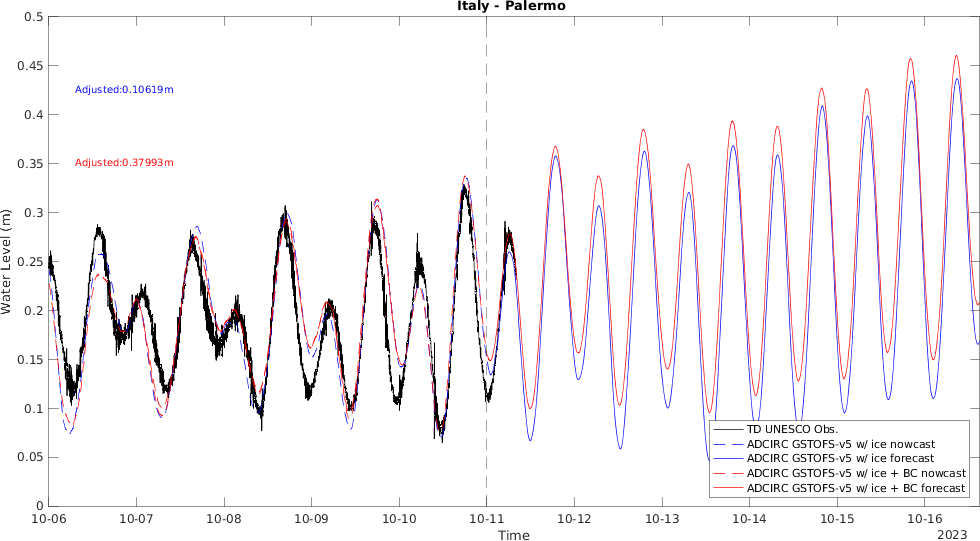 Italy - Palermo
0.5
0.45
0.4
0.35
0.3
0.25
0.2
0.15
0.1
0.05
0
Water Level (m)
Adjusted:0.10619m
Adjusted:0.37993m
TD UNESCO Obs.
ADCIRC GSTOFS-v5 w/ ice nowcast
ADCIRC GSTOFS-v5 w/ ice forecast
ADCIRC GSTOFS-v5 w/ ice + BC nowcast
ADCIRC GSTOFS-v5 w/ ice + BC forecast
10-06 10-07 10-08 10-09 10-10 10-11 10-12 10-13 10-14 10-15 10-16
Time
2023